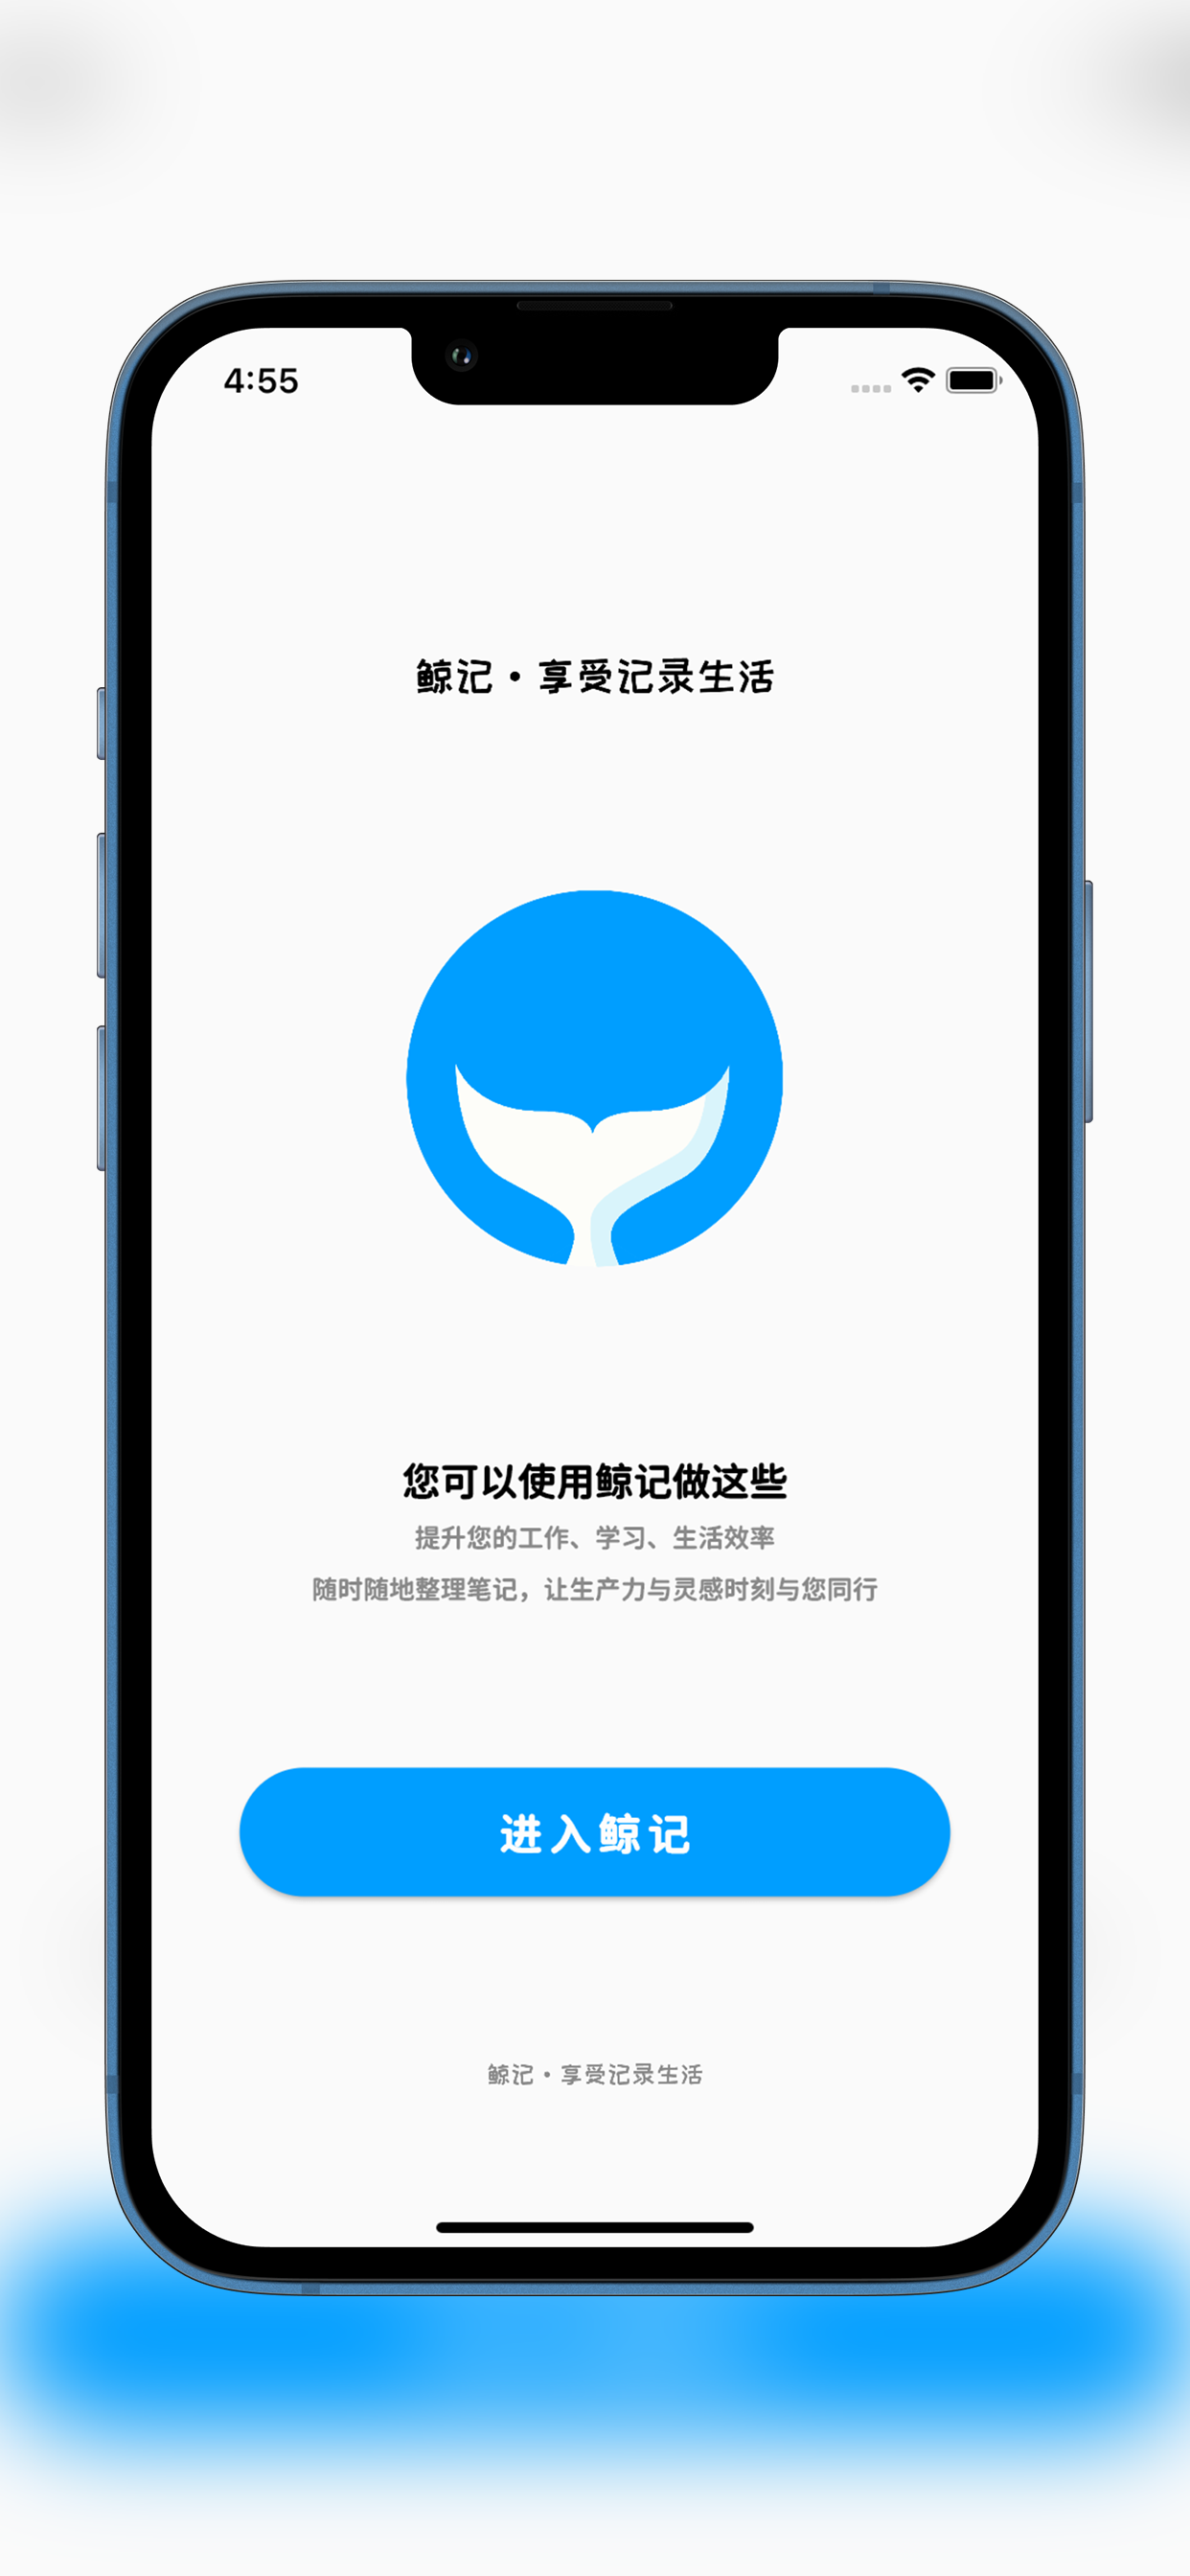 4:55
鲸记·享受记录生活
您可以使用鲸记做这些
提升您的工作、学习、生活效率
随时随地整理笔记，让生产力与灵感时刻与您同行
进入鲸记
鲸记·享受记录生活